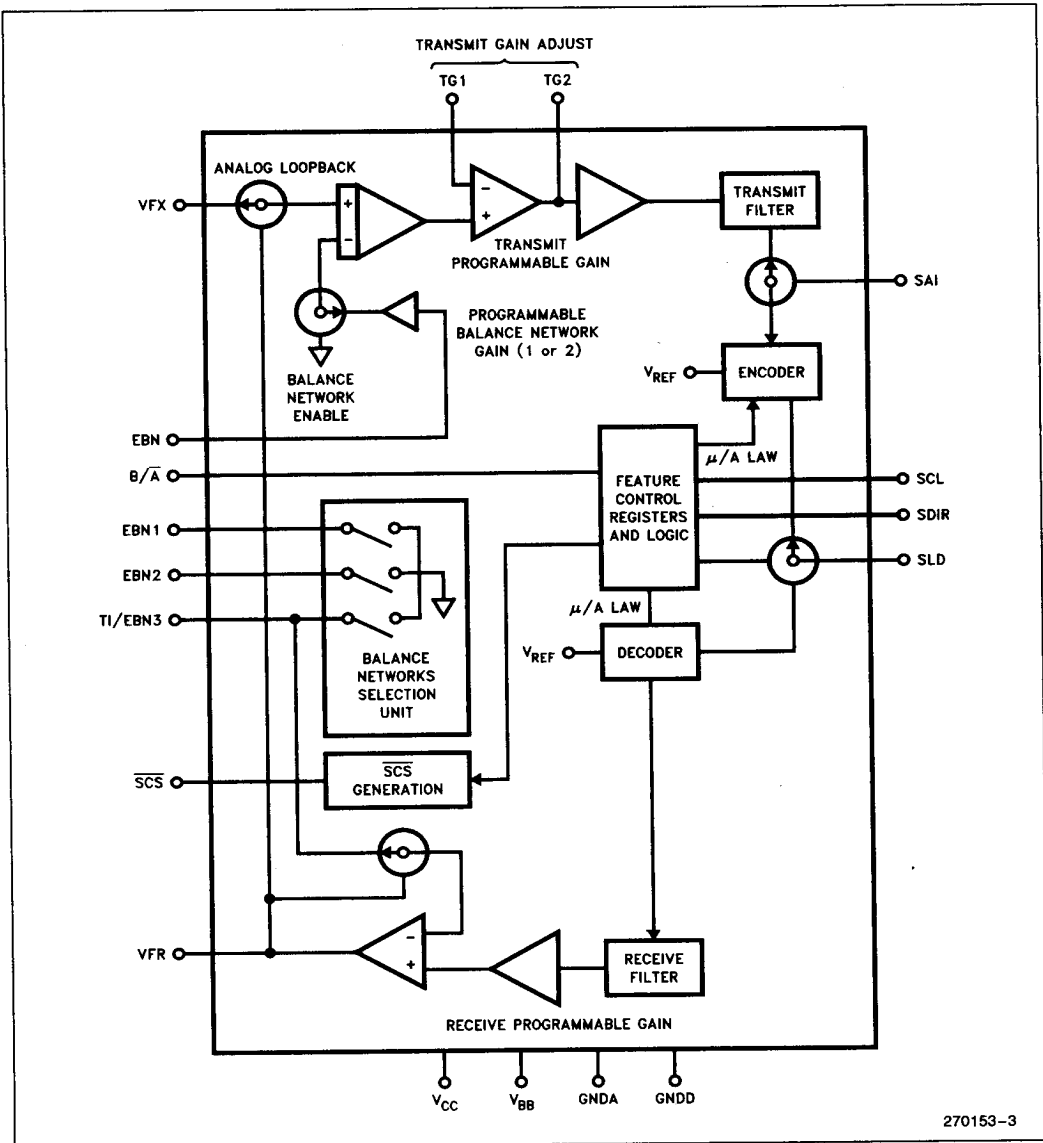 TRANSMIT GAIN ADJUST
TG1
TG2
ANALOG LOOPBACK
VFX
+
−
−
+
TRANSMIT
PROGRAMMABLE GAIN
TRANSMIT
FILTER
SAI
PROGRAMMABLE
BALANCE NETWORK
GAIN (1 or 2)
BALANCE
NETWORK
ENABLE
V_REF
ENCODER
EBN
B/A̅
μ/A LAW
FEATURE
CONTROL
REGISTERS
AND LOGIC
SCL
SDIR
SLD
EBN1
EBN2
TI/EBN3
BALANCE
NETWORKS
SELECTION
UNIT
μ/A LAW
V_REF
DECODER
S̅C̅S̅
S̅C̅S̅
GENERATION
VFR
−
+
RECEIVE
FILTER
RECEIVE PROGRAMMABLE GAIN
V_CC
V_BB
GNDA
GNDD
270153-3